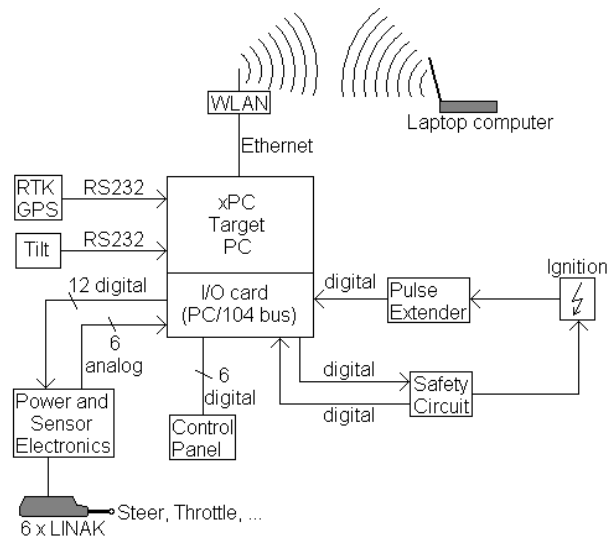 WLAN
Laptop computer
Ethernet
RTK
GPS
RS232
xPC
Target
PC
Tilt
RS232
12 digital
I/O card
(PC/104 bus)
digital
Pulse
Extender
Ignition
6
analog
6
digital
digital
digital
Safety
Circuit
Power and
Sensor
Electronics
Control
Panel
Steer, Throttle, ...
6 x LINAK